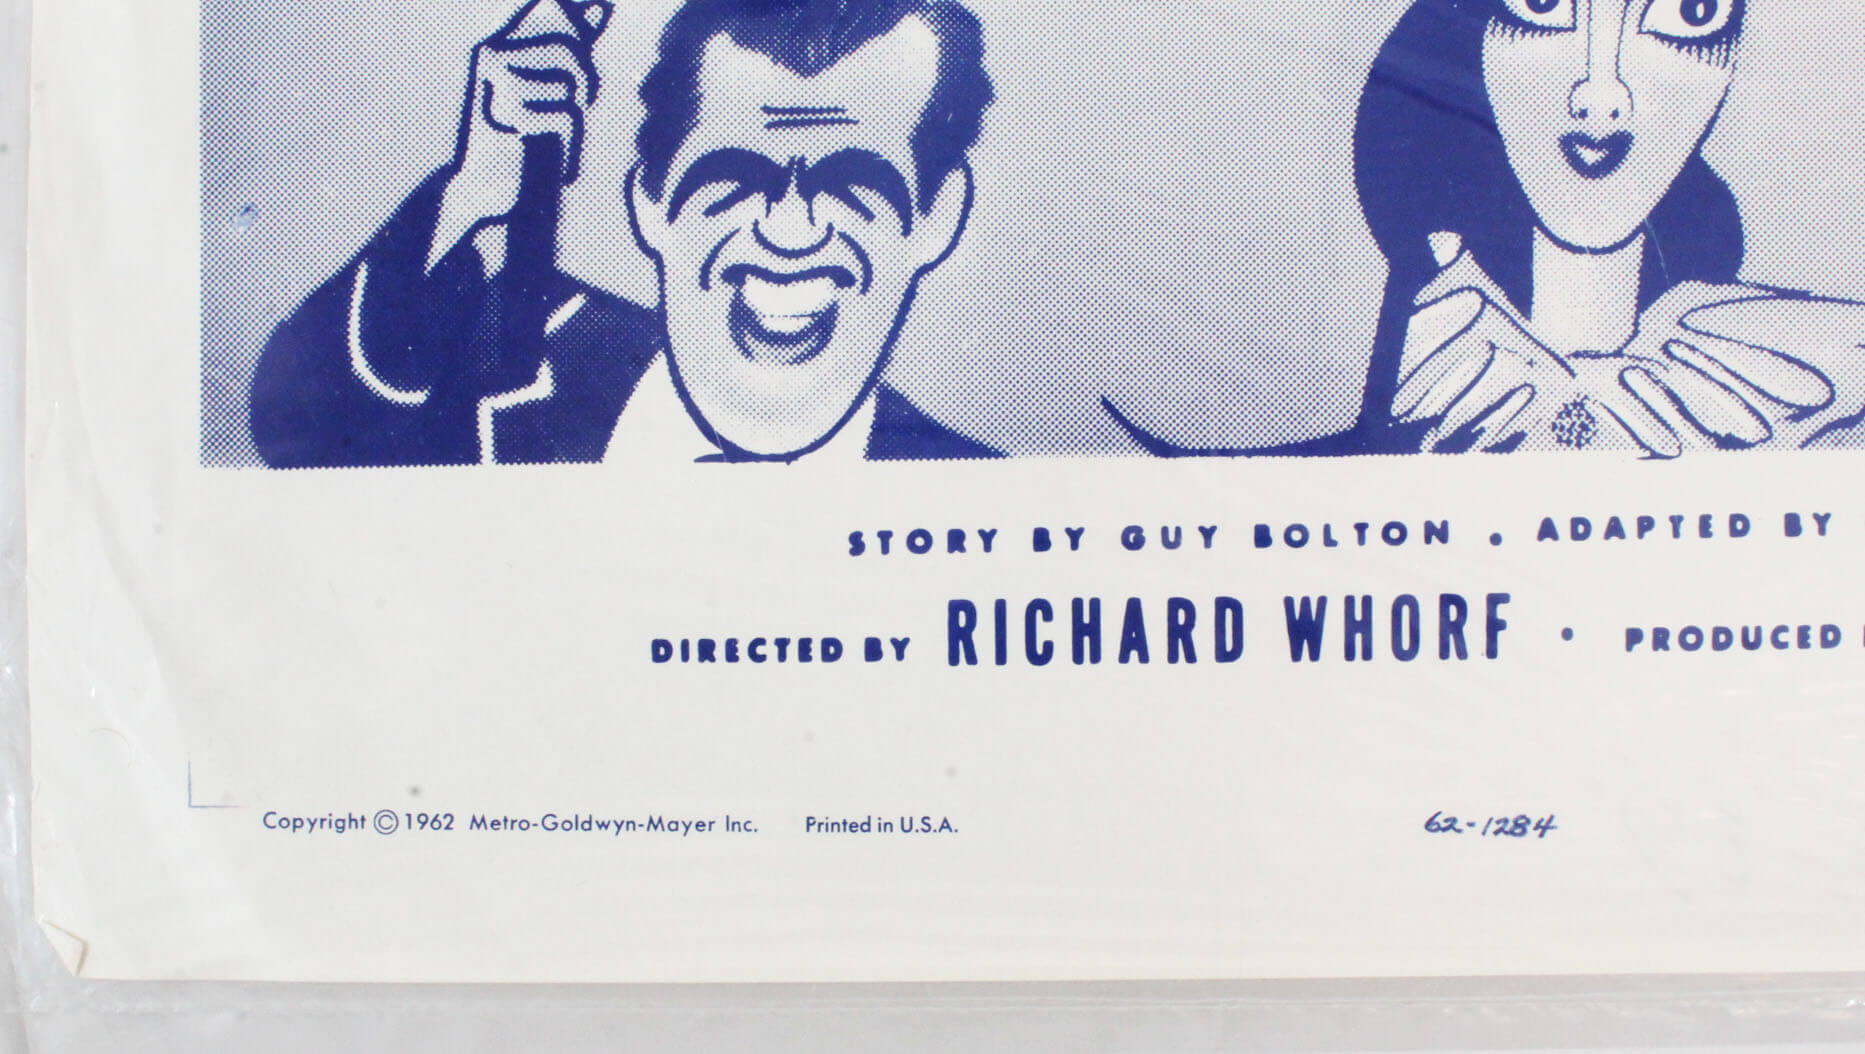 STORY BY GUY BOLTON . ADAPTED BY
DIRECTED BY RICHARD WHORF • PRODUCED
Copyright © 1962 Metro-Goldwyn-Mayer Inc. Printed in U.S.A. 62-1284